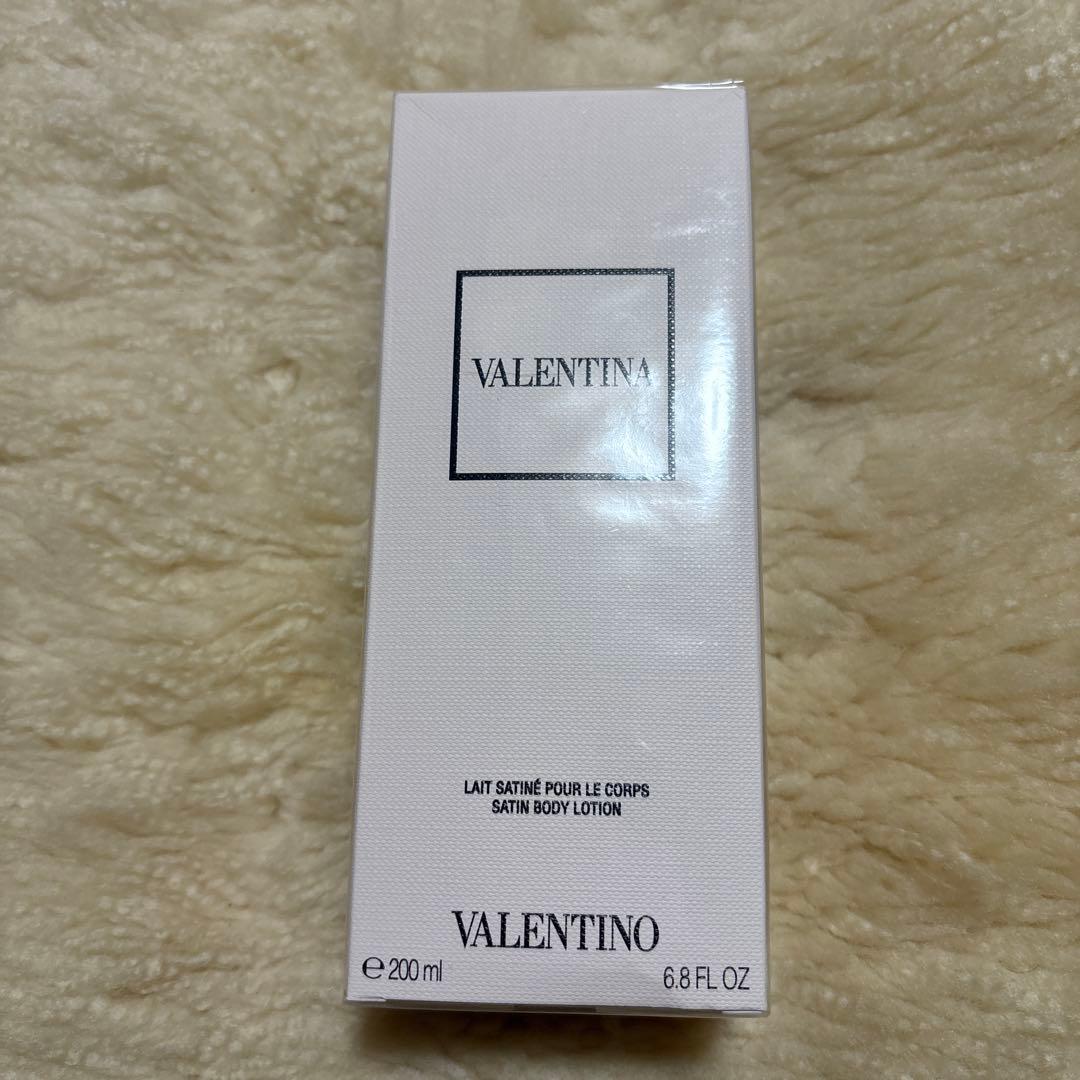 VALENTINA
LAIT SATINÉ POUR LE CORPS
SATIN BODY LOTION
VALENTINO
℮ 200 ml
6.8 FL OZ